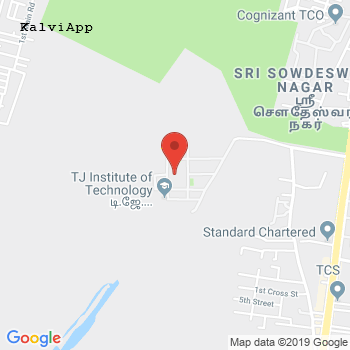 Cognizant TCO
1st Main Rd
KalviApp
SRI SOWDESW
NAGAR
ஸ்ரீ
சௌதேஸ்வ
நகர்
TJ Institute of
Technology
டி.ஜே....
Standard Chartered
TCS
1st Cross St
5th Street
Google
Map data ©2019 Google